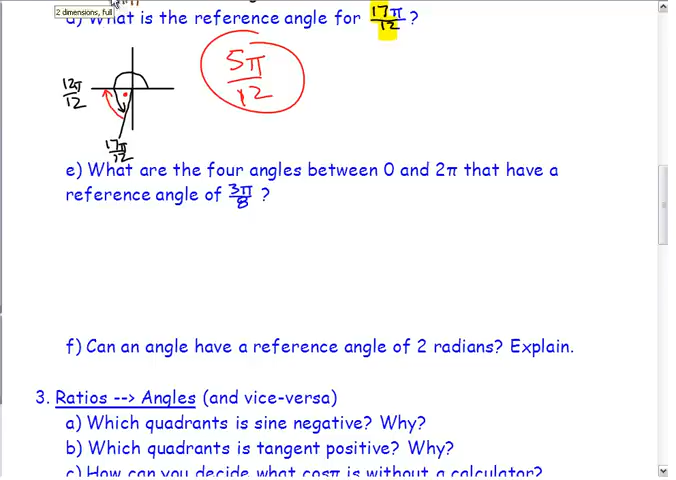 2 dimensions, full
d) What is the reference angle for 17π/12 ?
5π/12
12π/12
17π/12
e) What are the four angles between 0 and 2π that have a
reference angle of 3π/8 ?
f) Can an angle have a reference angle of 2 radians? Explain.
3. Ratios --> Angles (and vice-versa)
a) Which quadrants is sine negative? Why?
b) Which quadrants is tangent positive? Why?
c) How can you decide what cosπ is without a calculator?